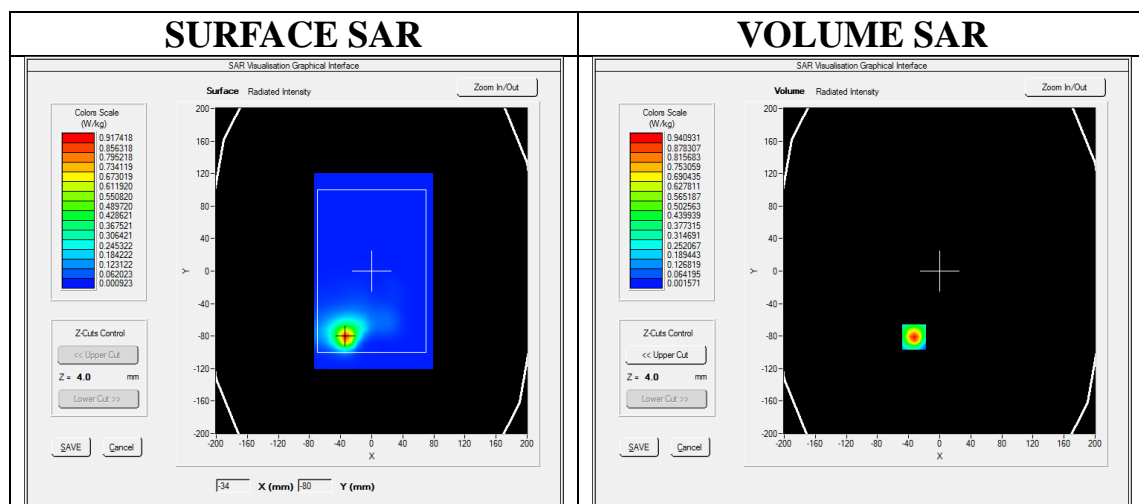 SURFACE SAR
SAR Visualisation Graphical Interface
Surface Radiated Intensity
Zoom In/Out
Colors Scale
(W/kg)
0.917418
0.856318
0.795218
0.734119
0.673019
0.611920
0.550820
0.489720
0.428621
0.367521
0.306421
0.245322
0.184222
0.123122
0.062023
0.000923
Z-Cuts Control
<< Upper Cut
Z = 4.0 mm
Lower Cut >>
SAVE Cancel
200
160
120
80
40
0
-40
-80
-120
-160
-200
Y
-200 -160 -120 -80 -40 0 40 80 120 160 200
X
-34 X (mm) -80 Y (mm)
VOLUME SAR
SAR Visualisation Graphical Interface
Volume Radiated Intensity
Zoom In/Out
Colors Scale
(W/kg)
0.940931
0.878307
0.815683
0.753059
0.690435
0.627811
0.565187
0.502563
0.439939
0.377315
0.314691
0.252067
0.189443
0.126819
0.064195
0.001571
Z-Cuts Control
<< Upper Cut
Z = 4.0 mm
Lower Cut >>
SAVE Cancel
200
160
120
80
40
0
-40
-80
-120
-160
-200
Y
-200 -160 -120 -80 -40 0 40 80 120 160 200
X